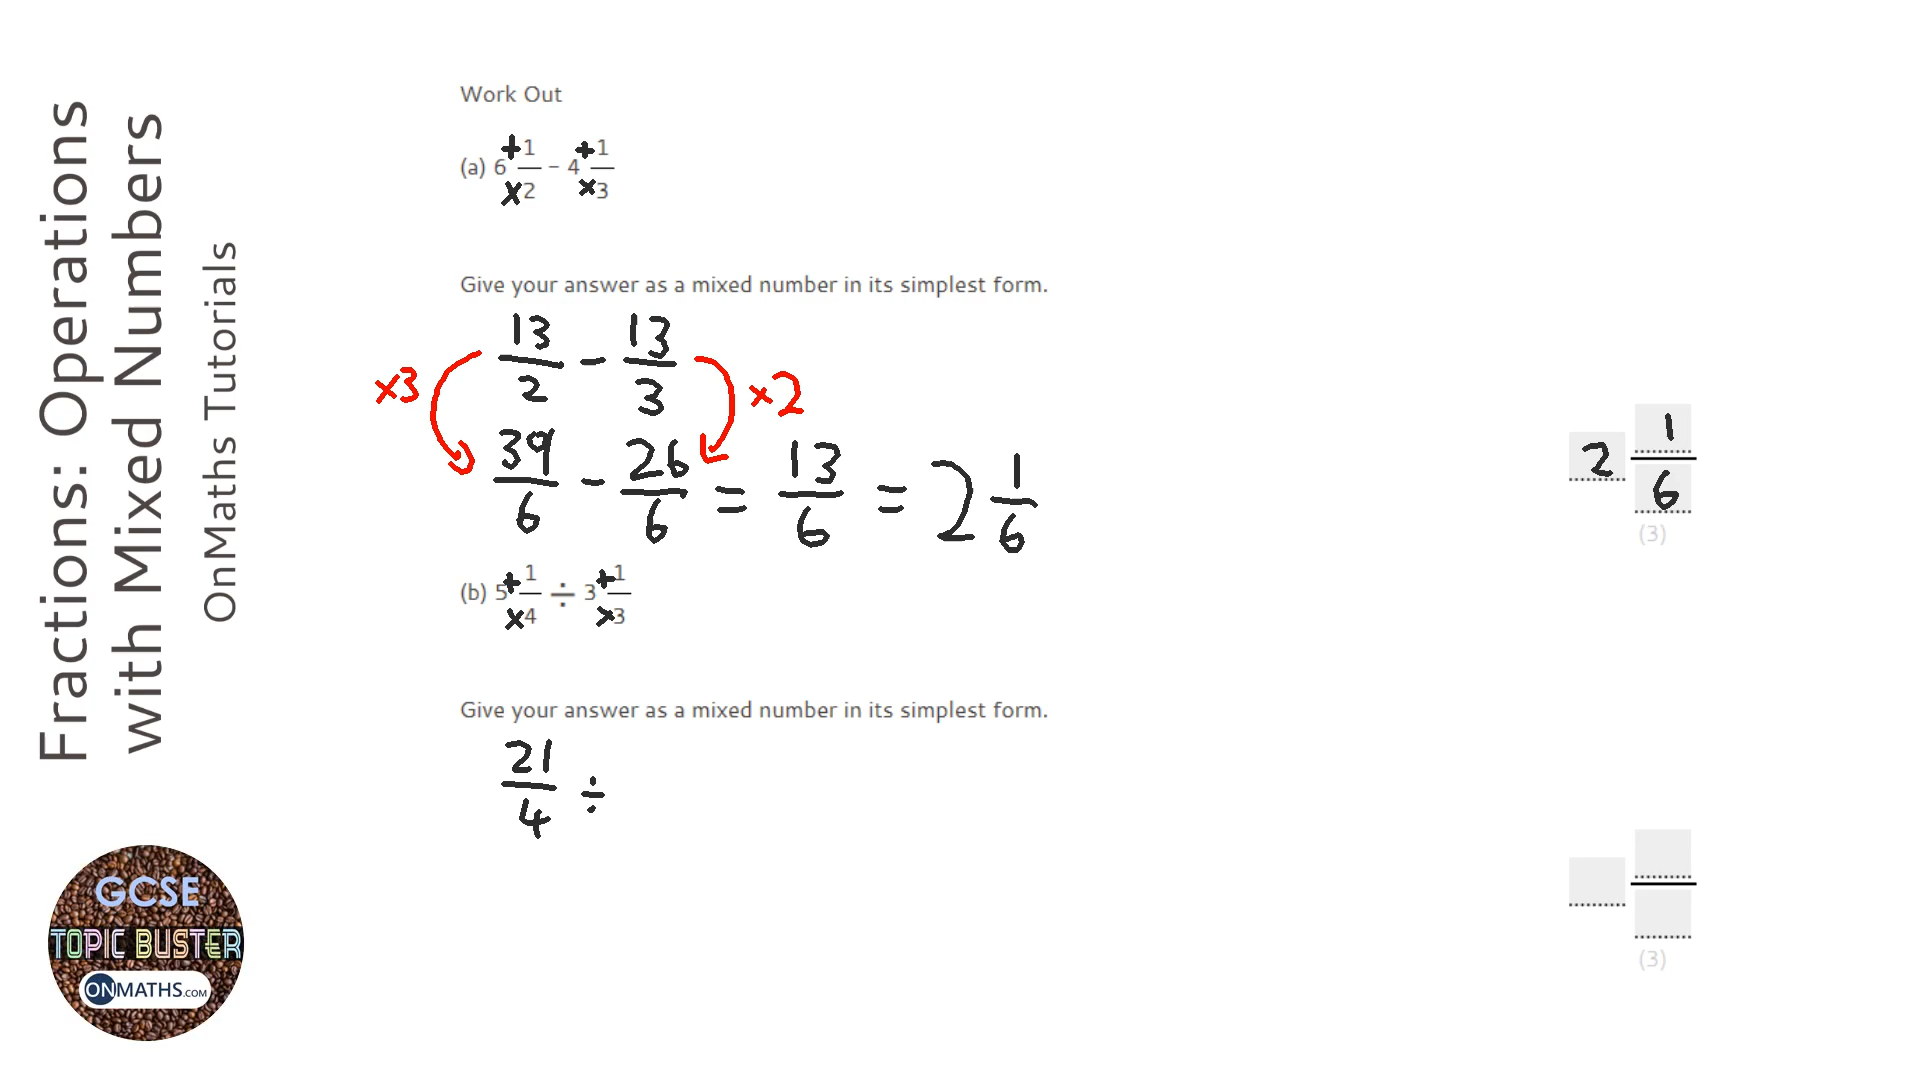 Fractions: Operations
with Mixed Numbers
OnMaths Tutorials
GCSE
TOPIC BUSTER
ONMATHS.COM
Work Out
(a) 6 + 1/× 2 - 4 + 1/× 3
Give your answer as a mixed number in its simplest form.
13/2 - 13/3
×3 ×2
39/6 - 26/6 = 13/6 = 2 1/6
2 1/6
(3)
(b) 5 + 1/× 4 ÷ 3 + 1/× 3
Give your answer as a mixed number in its simplest form.
21/4 ÷
(3)